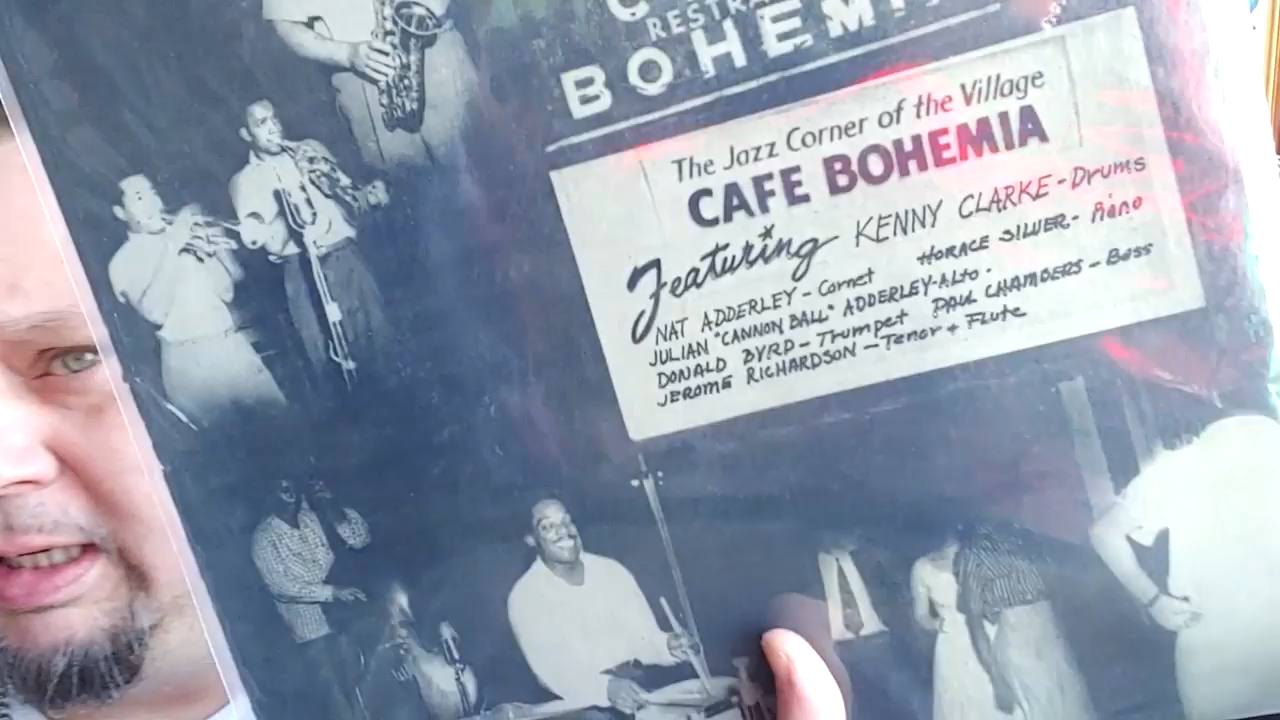 BOHEMIA
The Jazz Corner of the Village
CAFE BOHEMIA
Featuring KENNY CLARKE - Drums
NAT ADDERLEY - Cornet HORACE SILVER - Piano
JULIAN "CANNON BALL" ADDERLEY - Alto -
DONALD BYRD - Trumpet PAUL CHAMBERS - Bass
JEROME RICHARDSON - Tenor + Flute